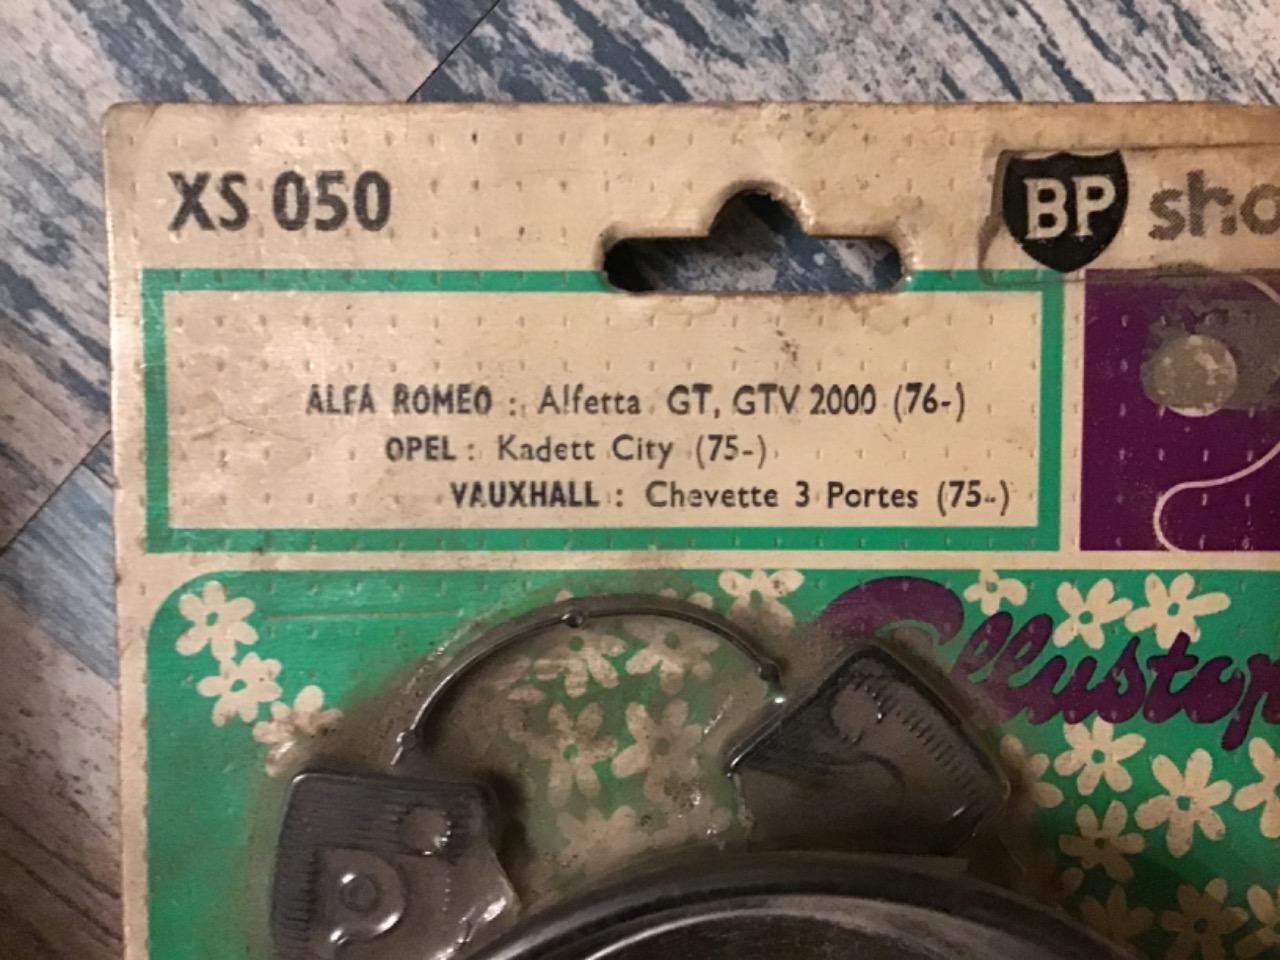 XS 050
BP sho
ALFA ROMEO : Alfetta GT, GTV 2000 (76-)
OPEL : Kadett City (75-)
VAUXHALL : Chevette 3 Portes (75-)
Ellustop